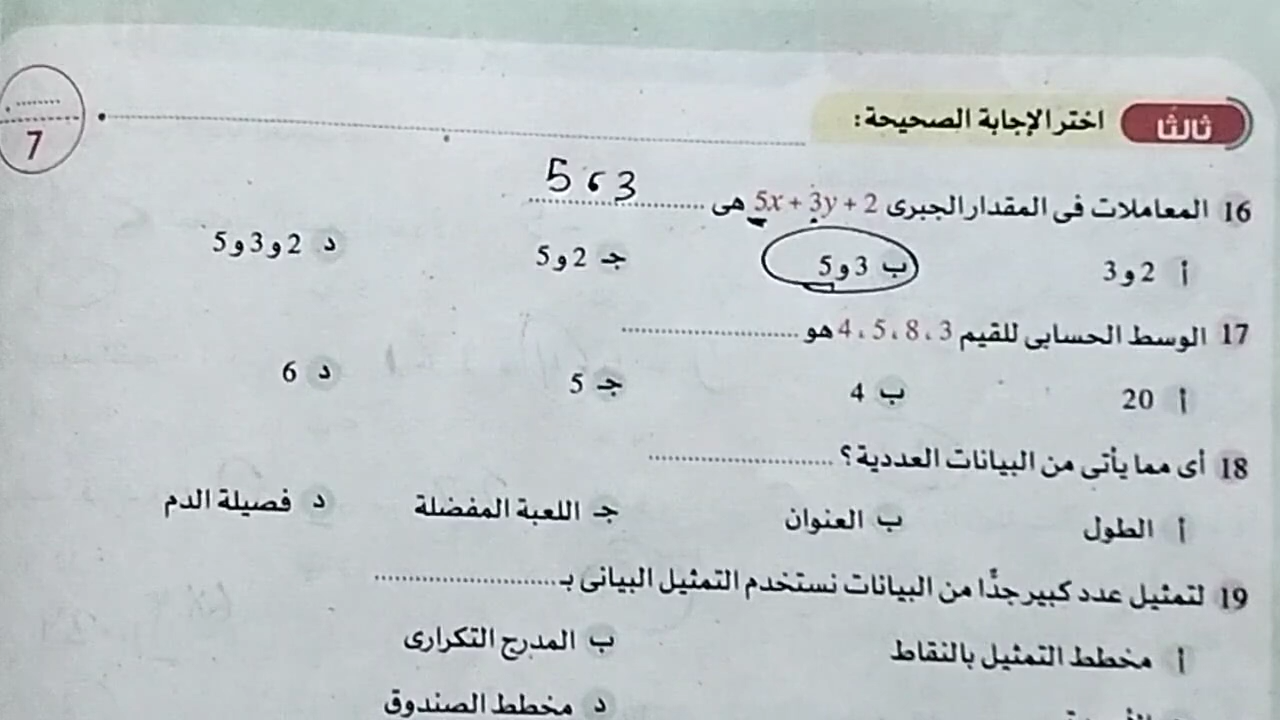 ثالثًا اختر الإجابة الصحيحة:
........
7
5 ، 3
16 المعاملات فى المقدار الجبرى 5x + 3y + 2 هى ........................
أ 2 و 3 ب 3 و 5 جـ 2 و 5 د 2 و 3 و 5
17 الوسط الحسابى للقيم 3 ، 8 ، 5 ، 4 هو ........................
أ 20 ب 4 جـ 5 د 6
18 أى مما يأتى من البيانات العددية؟ ........................
أ الطول ب العنوان جـ اللعبة المفضلة د فصيلة الدم
19 لتمثيل عدد كبير جدًّا من البيانات نستخدم التمثيل البيانى بـ ........................
أ مخطط التمثيل بالنقاط ب المدرج التكرارى
د مخطط الصندوق